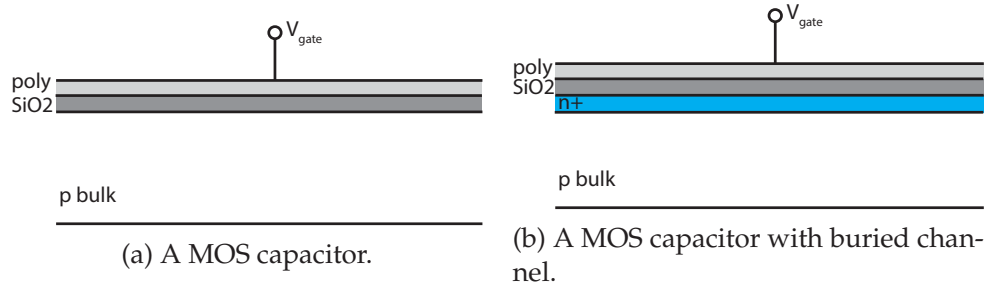 V_gate
poly
SiO2
p bulk
(a) A MOS capacitor.
V_gate
poly
SiO2
n+
p bulk
(b) A MOS capacitor with buried chan-
nel.